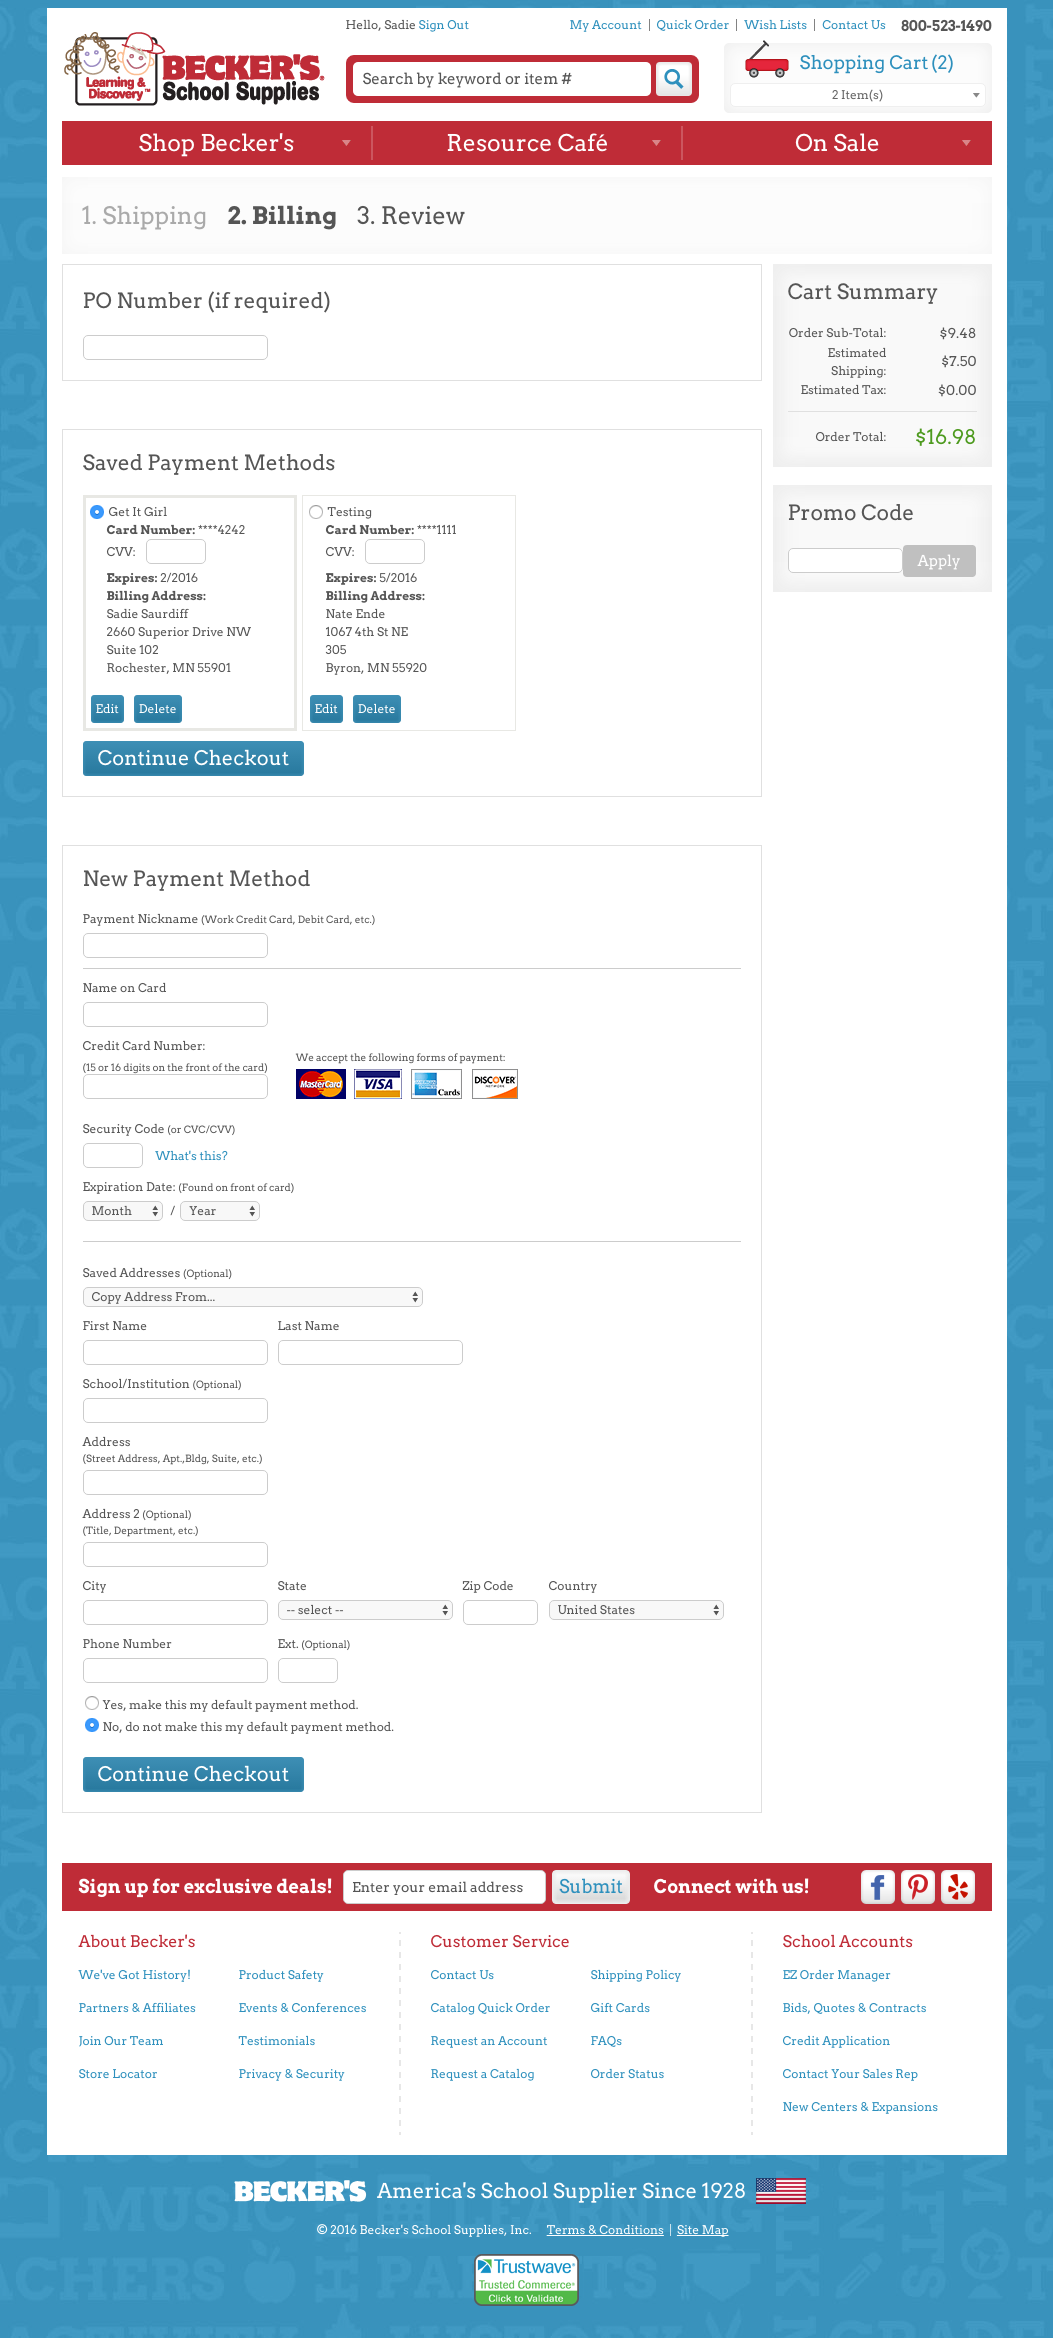 Hello, Sadie Sign Out
My Account | Quick Order | Wish Lists | Contact Us 800-523-1490
Learning &
Discovery™
BECKER'S
School Supplies
Search by keyword or item #
Shopping Cart (2)
2 Item(s)
Shop Becker's Resource Café On Sale
1. Shipping 2. Billing 3. Review
PO Number (if required)
Cart Summary
Order Sub-Total: $9.48
Estimated
Shipping: $7.50
Estimated Tax: $0.00
Order Total: $16.98
Promo Code
Apply
Saved Payment Methods
Get It Girl
Card Number: ****4242
CVV:
Expires: 2/2016
Billing Address:
Sadie Saurdiff
2660 Superior Drive NW
Suite 102
Rochester, MN 55901
Edit Delete
Testing
Card Number: ****1111
CVV:
Expires: 5/2016
Billing Address:
Nate Ende
1067 4th St NE
305
Byron, MN 55920
Edit Delete
Continue Checkout
New Payment Method
Payment Nickname (Work Credit Card, Debit Card, etc.)
Name on Card
Credit Card Number:
(15 or 16 digits on the front of the card)
We accept the following forms of payment:
MasterCard VISA Cards DISCOVER
NETWORK
Security Code (or CVC/CVV)
What's this?
Expiration Date: (Found on front of card)
Month / Year
Saved Addresses (Optional)
Copy Address From...
First Name Last Name
School/Institution (Optional)
Address
(Street Address, Apt.,Bldg, Suite, etc.)
Address 2 (Optional)
(Title, Department, etc.)
City State Zip Code Country
-- select -- United States
Phone Number Ext. (Optional)
Yes, make this my default payment method.
No, do not make this my default payment method.
Continue Checkout
Sign up for exclusive deals! Enter your email address Submit Connect with us!
About Becker's
We've Got History! Product Safety
Partners & Affiliates Events & Conferences
Join Our Team Testimonials
Store Locator Privacy & Security
Customer Service
Contact Us Shipping Policy
Catalog Quick Order Gift Cards
Request an Account FAQs
Request a Catalog Order Status
School Accounts
EZ Order Manager
Bids, Quotes & Contracts
Credit Application
Contact Your Sales Rep
New Centers & Expansions
BECKER'S America's School Supplier Since 1928
© 2016 Becker's School Supplies, Inc. Terms & Conditions | Site Map
Trustwave®
Trusted Commerce®
Click to Validate